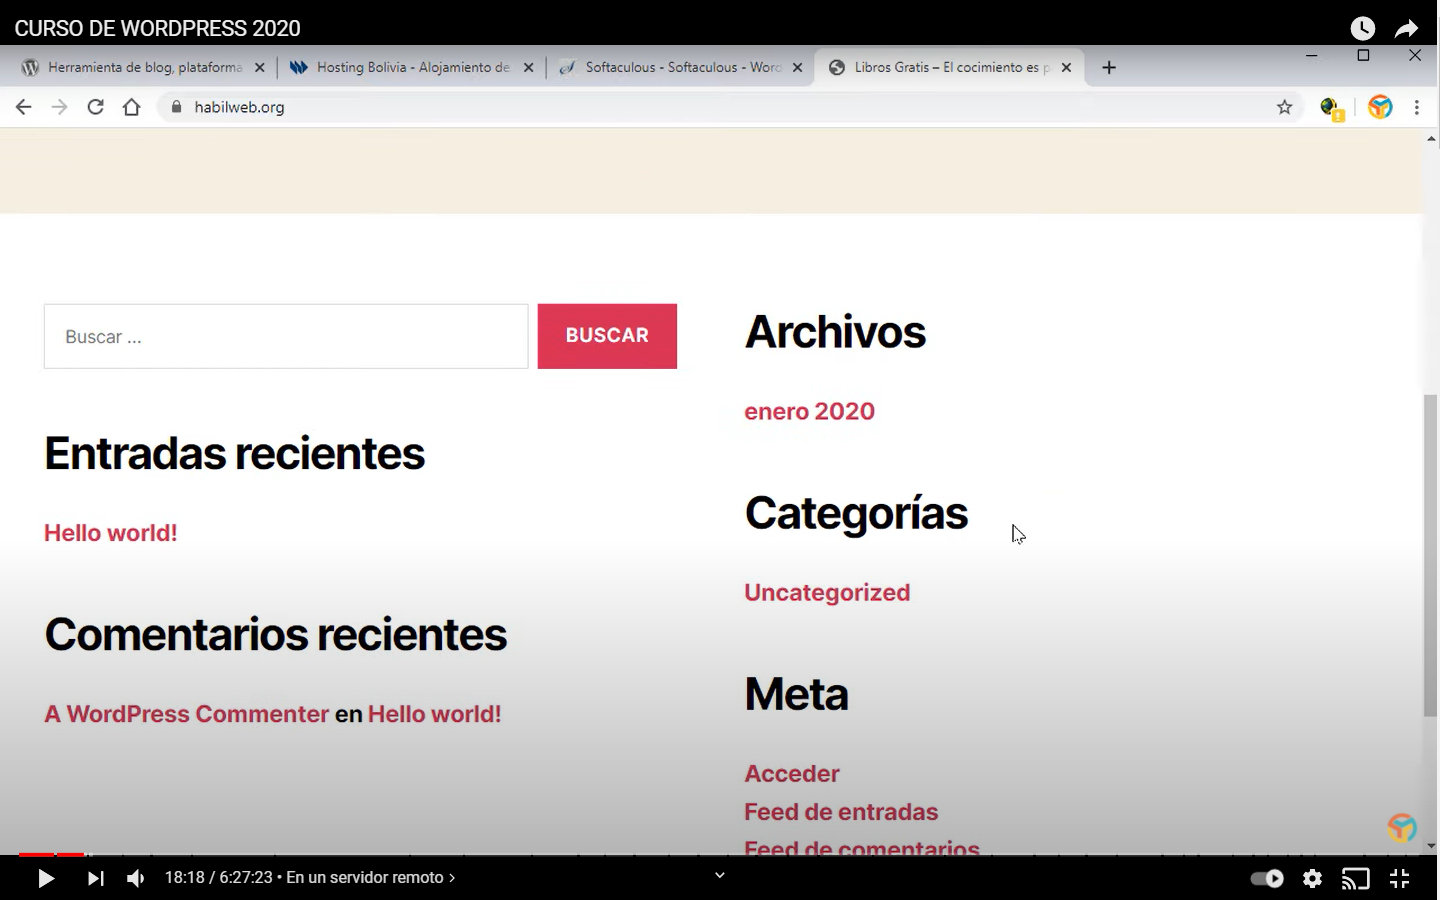 CURSO DE WORDPRESS 2020
Herramienta de blog, plataforma
Hosting Bolivia - Alojamiento de
Softaculous - Softaculous - Word
Libros Gratis – El cocimiento es p
habilweb.org
Buscar ...
BUSCAR
Entradas recientes
Hello world!
Comentarios recientes
A WordPress Commenter en Hello world!
Archivos
enero 2020
Categorías
Uncategorized
Meta
Acceder
Feed de entradas
Feed de comentarios
18:18 / 6:27:23 • En un servidor remoto >